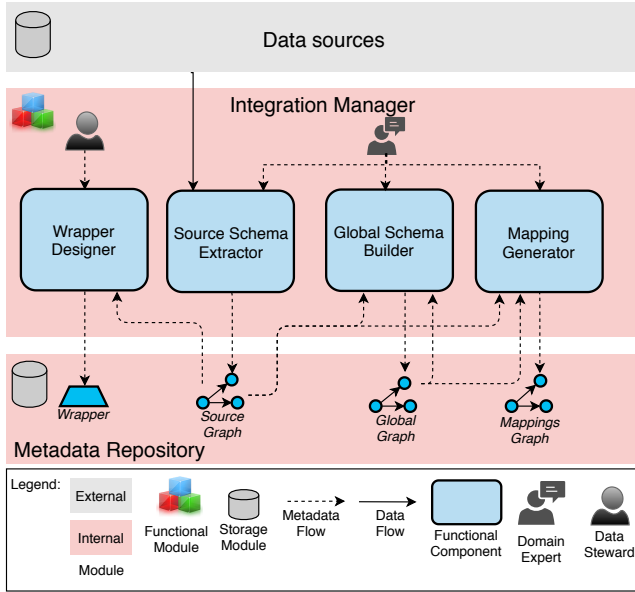 Data sources
Integration Manager
Wrapper
Designer
Source Schema
Extractor
Global Schema
Builder
Mapping
Generator
Wrapper
Source
Graph
Global
Graph
Mappings
Graph
Metadata Repository
Legend:
External
Internal
Module
Functional
Module
Storage
Module
Metadata
Flow
Data
Flow
Functional
Component
Domain
Expert
Data
Steward